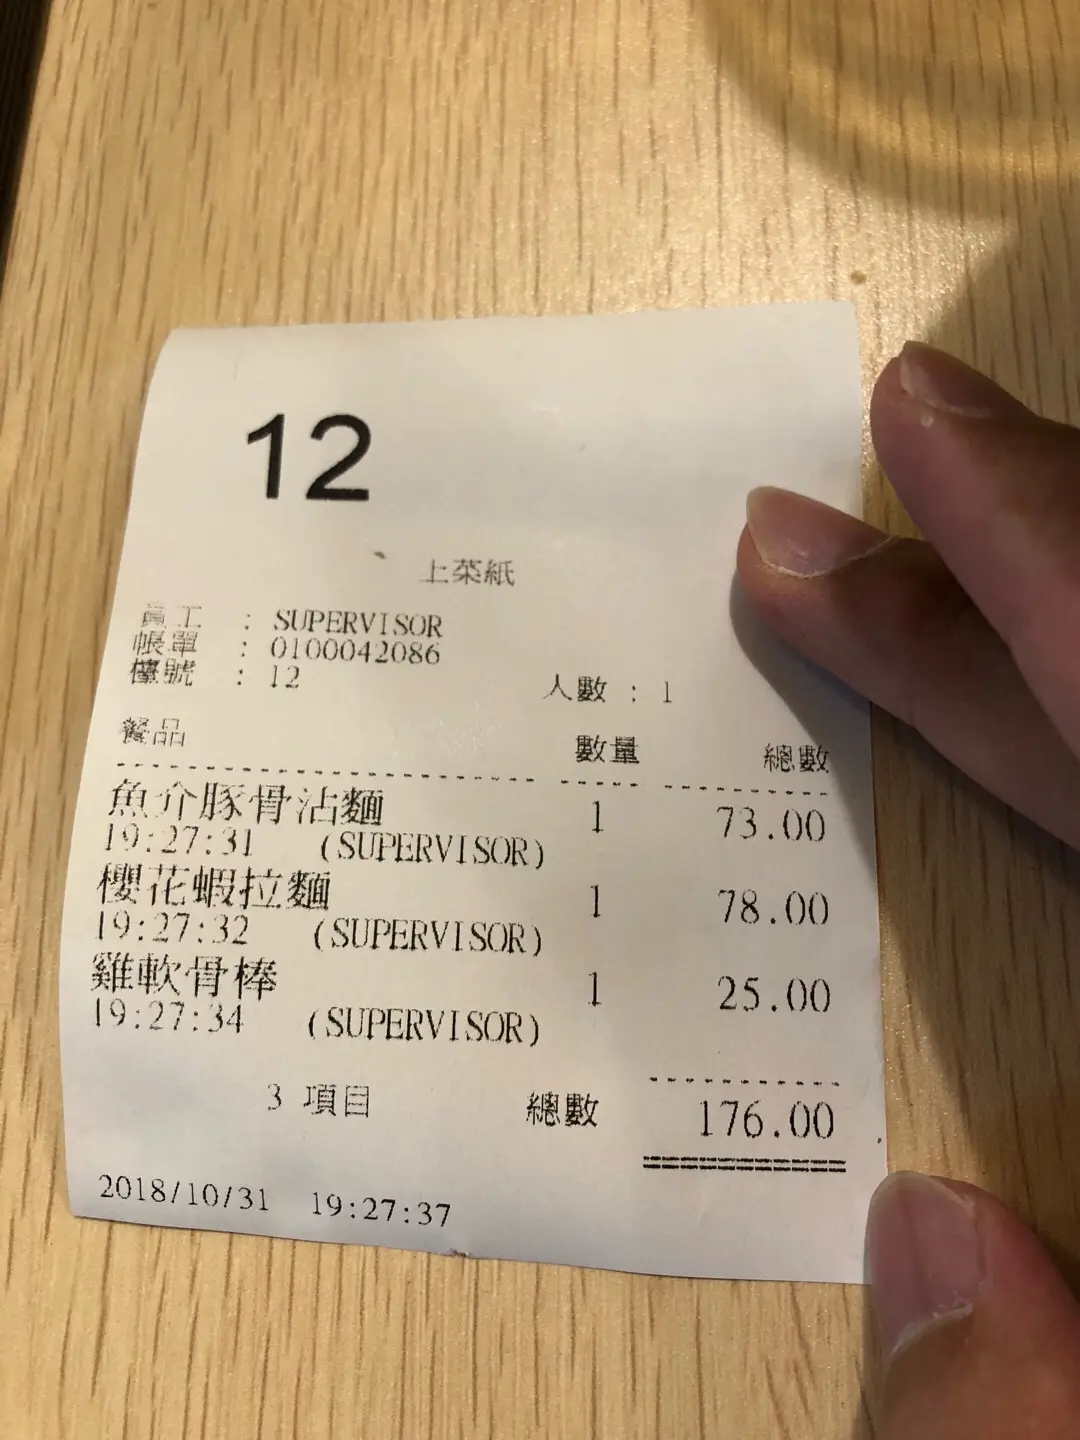 12
上菜紙
員工 : SUPERVISOR
帳單 : 0100042086
檯號 : 12 人數 : 1
餐品 數量 總數
魚介豚骨沾麵 1 73.00
19:27:31 (SUPERVISOR)
櫻花蝦拉麵 1 78.00
19:27:32 (SUPERVISOR)
雞軟骨棒 1 25.00
19:27:34 (SUPERVISOR)
3 項目 總數 176.00
2018/10/31 19:27:37